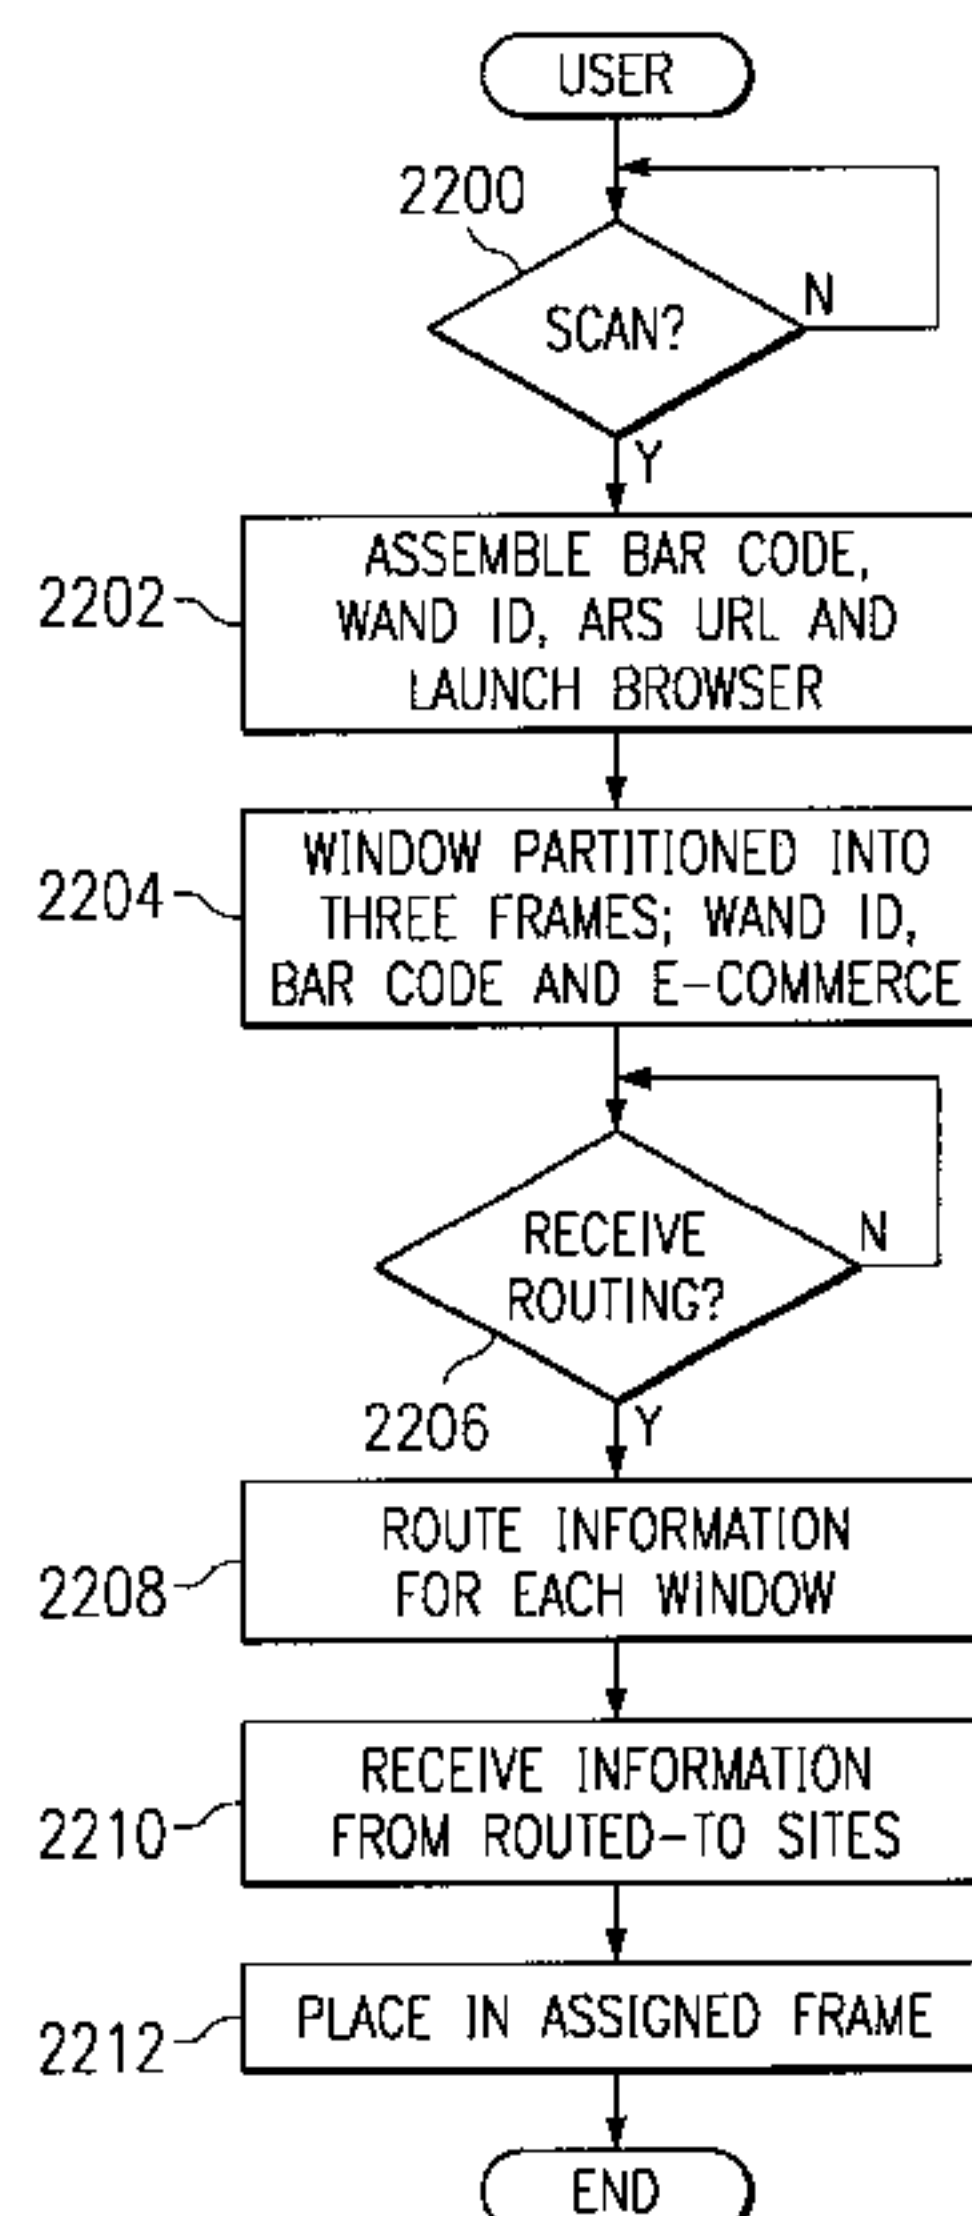 USER
2200
SCAN?
N
Y
2202
ASSEMBLE BAR CODE,
WAND ID, ARS URL AND
LAUNCH BROWSER
2204
WINDOW PARTITIONED INTO
THREE FRAMES; WAND ID,
BAR CODE AND E-COMMERCE
RECEIVE
ROUTING?
N
2206
Y
ROUTE INFORMATION
FOR EACH WINDOW
2208
RECEIVE INFORMATION
FROM ROUTED-TO SITES
2210
PLACE IN ASSIGNED FRAME
2212
END